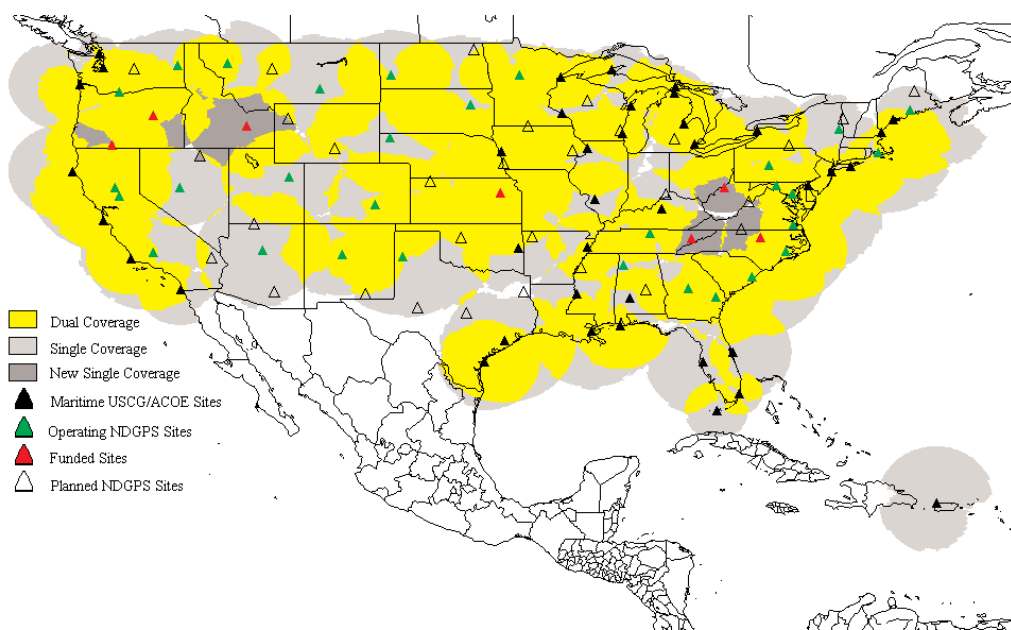 Dual Coverage
Single Coverage
New Single Coverage
Maritime USCG/ACOE Sites
Operating NDGPS Sites
Funded Sites
Planned NDGPS Sites